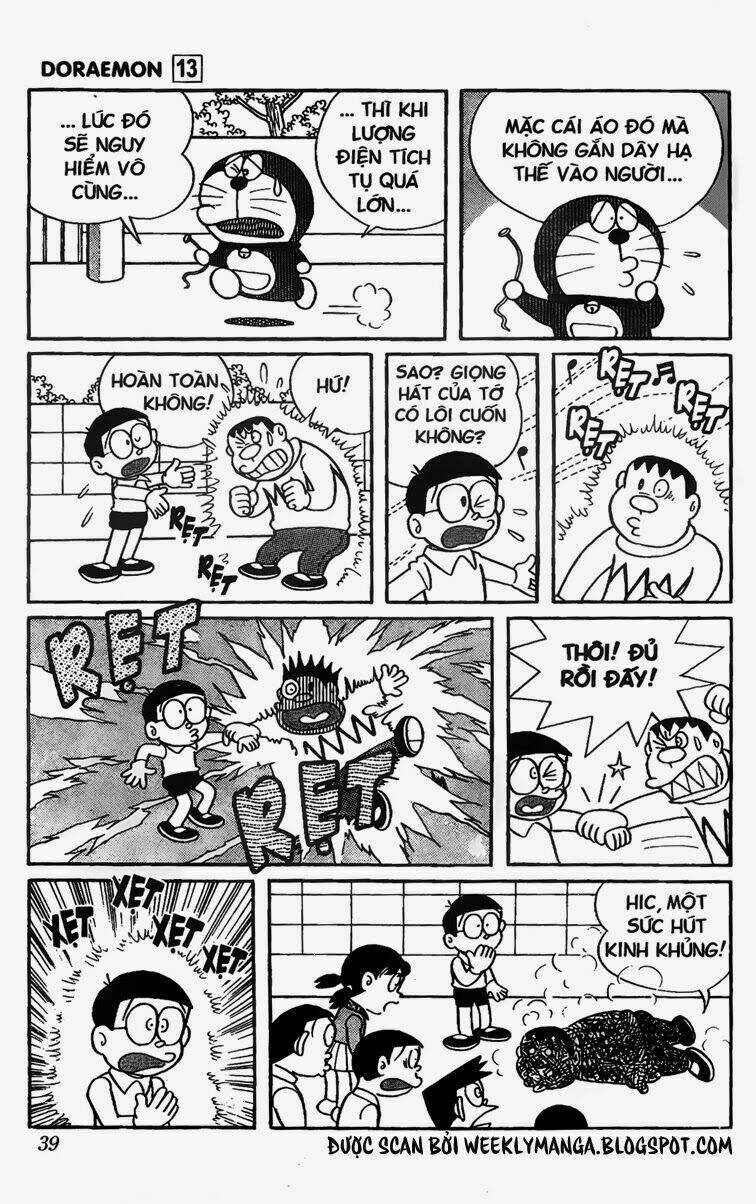 DORAEMON 13
MẶC CÁI ÁO ĐÓ MÀ
KHÔNG GẮN DÂY HẠ
THẾ VÀO NGƯỜI...
... THÌ KHI
LƯỢNG
ĐIỆN TÍCH
TỤ QUÁ
LỚN...
... LÚC ĐÓ
SẼ NGUY
HIỂM VÔ
CÙNG...
RẸT
RẸT
RẸT
SAO? GIỌNG
HÁT CỦA TỚ
CÓ LÔI CUỐN
KHÔNG?
HỨ!
HOÀN TOÀN
KHÔNG!
RẸT
RẸT
THÔI! ĐỦ
RỒI ĐẤY!
RẸT
RẸT
HIC, MỘT
SỨC HÚT
KINH KHỦNG!
XẸT
XẸT
XẸT
XẸT
39
ĐƯỢC SCAN BỞI WEEKLYMANGA.BLOGSPOT.COM